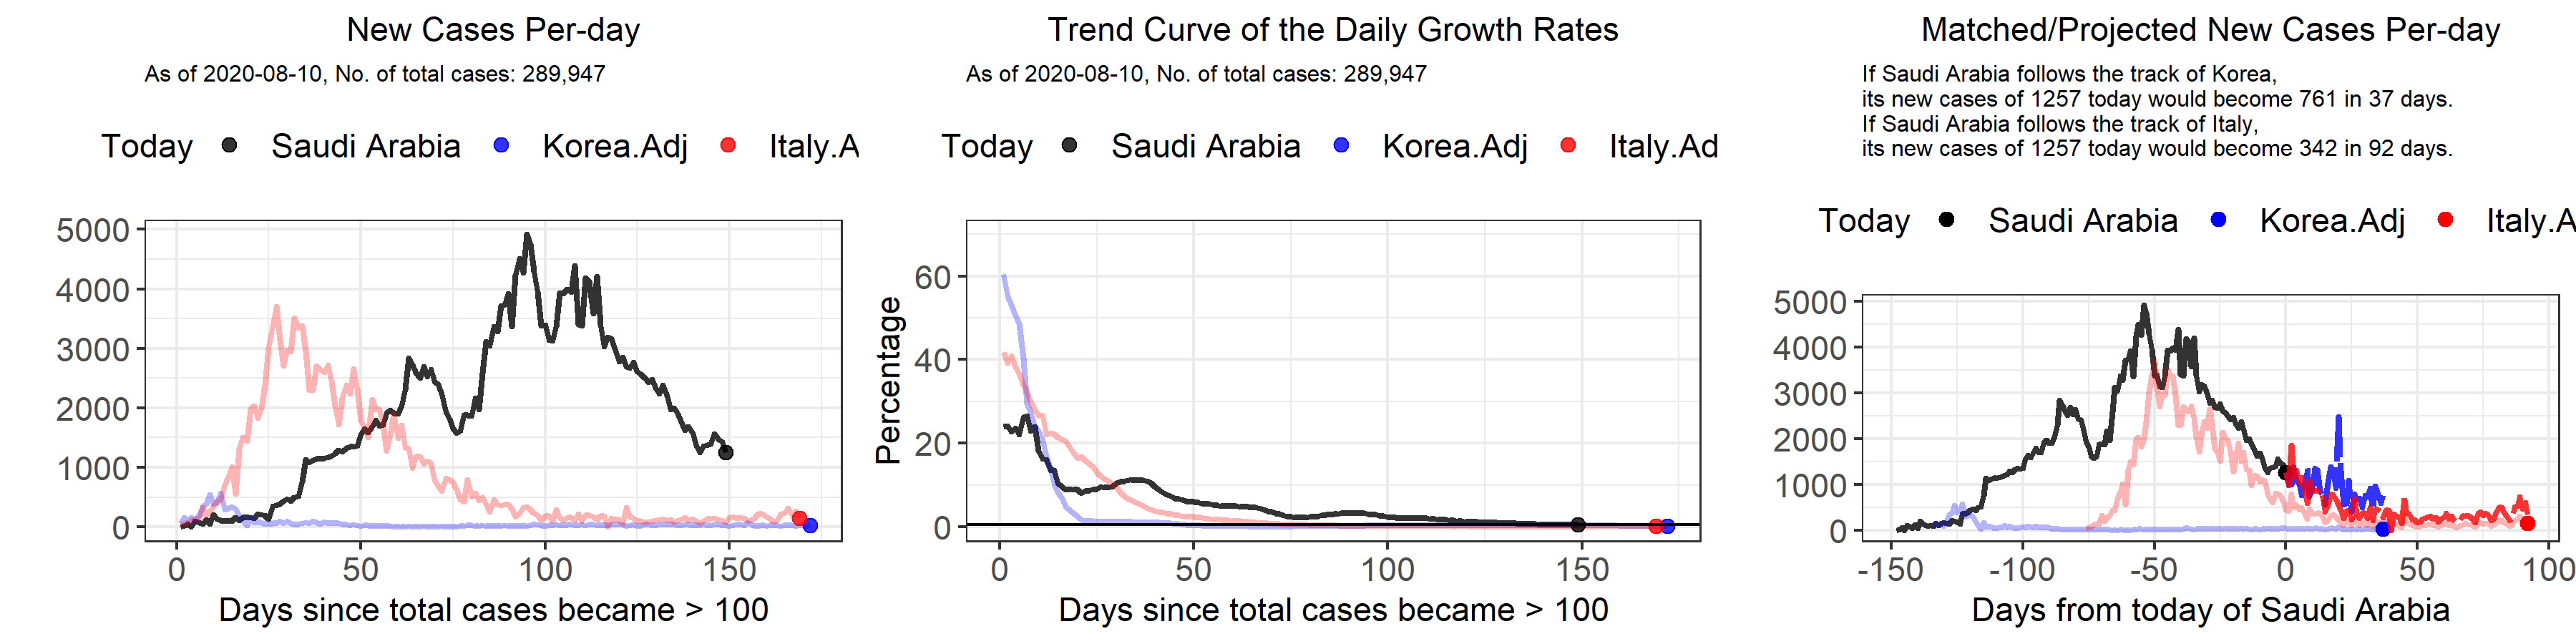 New Cases Per-day
As of 2020-08-10, No. of total cases: 289,947
Today Saudi Arabia Korea.Adj Italy.A
5000
4000
3000
2000
1000
0
0 50 100 150
Days since total cases became > 100
Trend Curve of the Daily Growth Rates
As of 2020-08-10, No. of total cases: 289,947
Today Saudi Arabia Korea.Adj Italy.Ad
Percentage
60
40
20
0
0 50 100 150
Days since total cases became > 100
Matched/Projected New Cases Per-day
If Saudi Arabia follows the track of Korea,
its new cases of 1257 today would become 761 in 37 days.
If Saudi Arabia follows the track of Italy,
its new cases of 1257 today would become 342 in 92 days.
Today Saudi Arabia Korea.Adj Italy.A
5000
4000
3000
2000
1000
0
-150 -100 -50 0 50 100
Days from today of Saudi Arabia